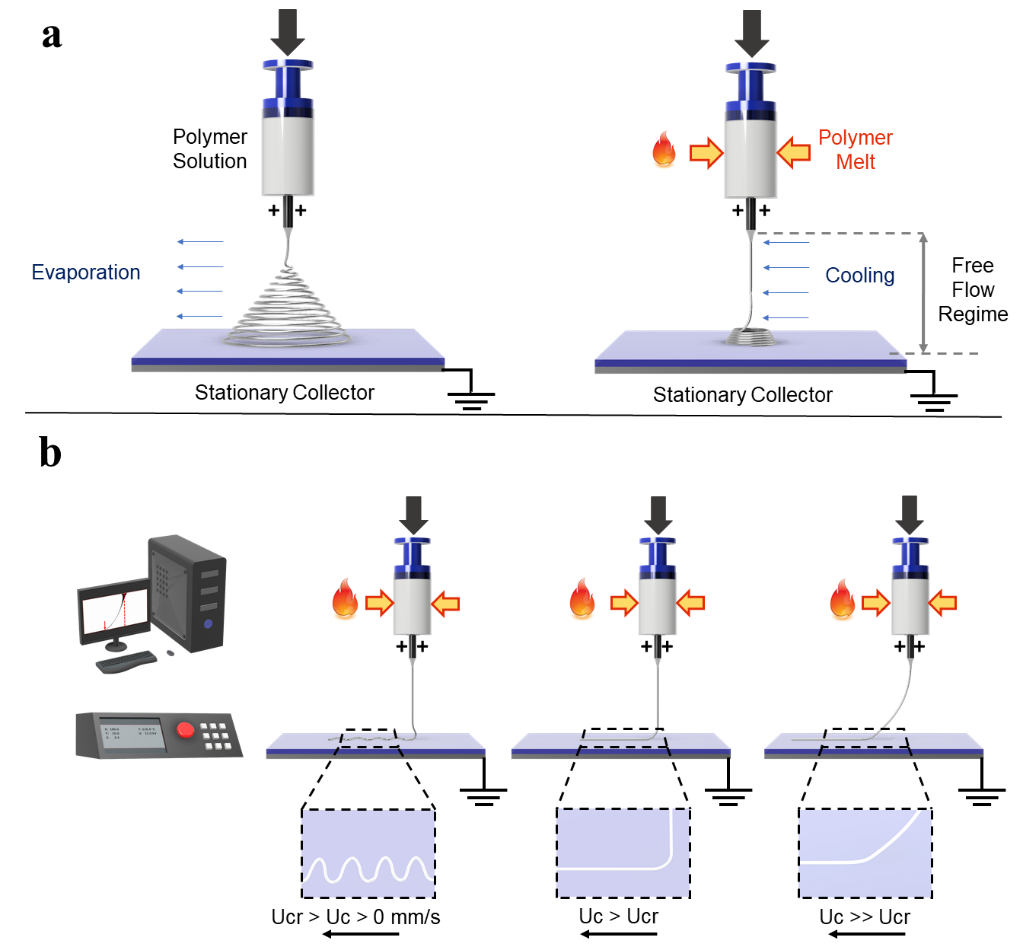 a
Polymer
Solution
+ +
Evaporation
Stationary Collector
Polymer
Melt
+ +
Cooling
Free
Flow
Regime
Stationary Collector
b
+ +
+ +
+ +
Ucr > Uc > 0 mm/s
Uc > Ucr
Uc >> Ucr